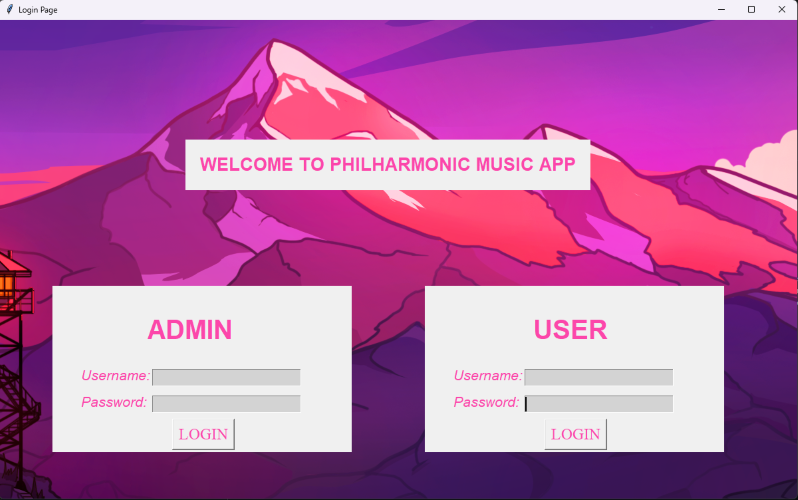 Login Page
WELCOME TO PHILHARMONIC MUSIC APP
ADMIN
Username:
Password:
LOGIN
USER
Username:
Password:
LOGIN